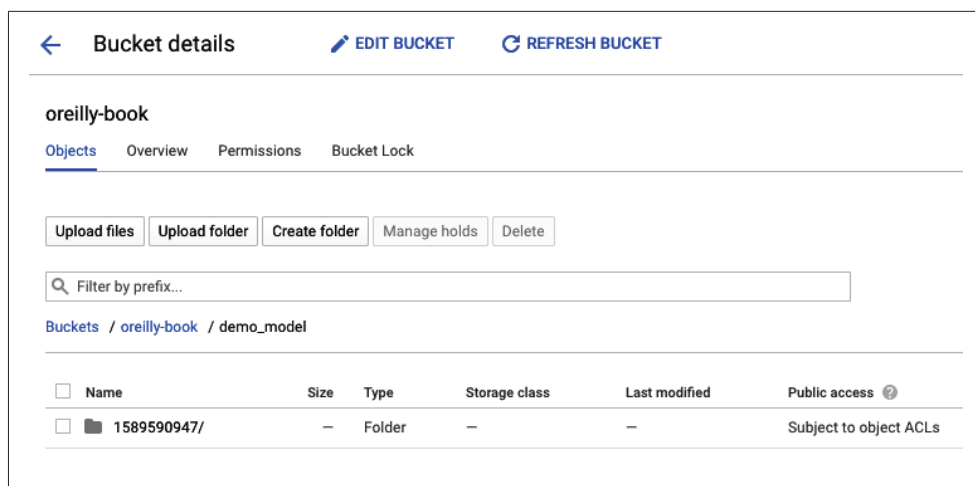 Bucket details EDIT BUCKET REFRESH BUCKET
oreilly-book
Objects Overview Permissions Bucket Lock
Upload files Upload folder Create folder Manage holds Delete
Filter by prefix...
Buckets / oreilly-book / demo_model
Name Size Type Storage class Last modified Public access ?
1589590947/ — Folder — — Subject to object ACLs